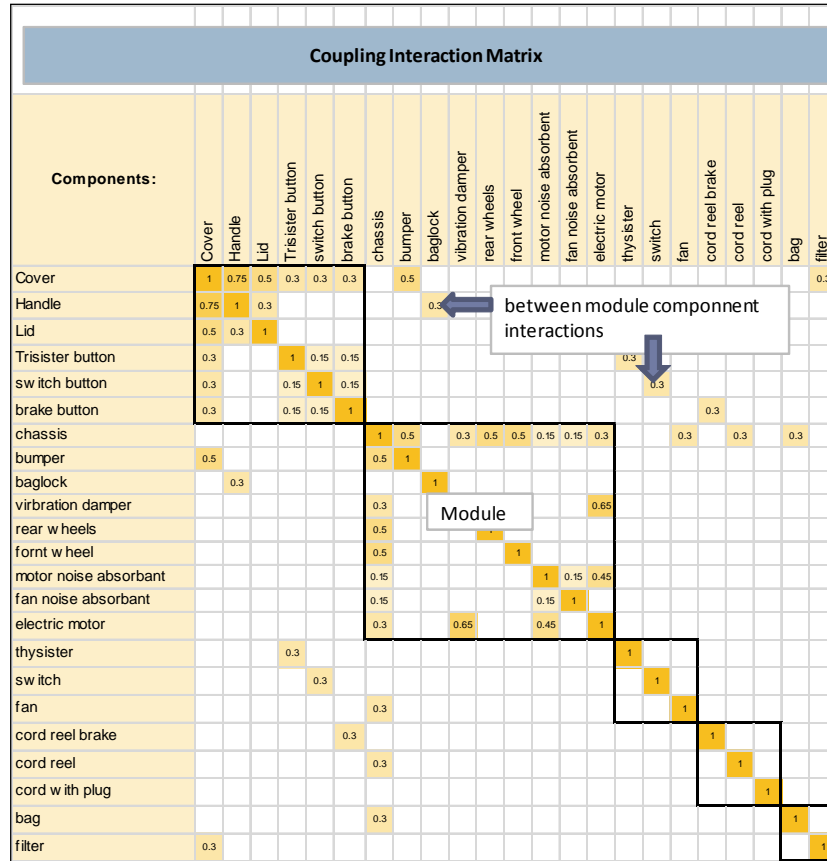 Coupling Interaction Matrix
Components:
Cover
Handle
Lid
Trisister button
switch button
brake button
chassis
bumper
baglock
vibration damper
rear wheels
front wheel
motor noise absorbent
fan noise absorbent
electric motor
thysister
switch
fan
cord reel brake
cord reel
cord with plug
bag
filter
Cover 1 0.75 0.5 0.3 0.3 0.3 0.5 0.3
Handle 0.75 1 0.3 0.3
between module componnent
interactions
Lid 0.5 0.3 1
Trisister button 0.3 1 0.15 0.15 0.3
switch button 0.3 0.15 1 0.15 0.3
brake button 0.3 0.15 0.15 1 0.3
chassis 1 0.5 0.3 0.5 0.5 0.15 0.15 0.3 0.3 0.3 0.3
bumper 0.5 0.5 1
baglock 0.3 1
virbration damper 0.3 0.65
Module
rear wheels 0.5
fornt wheel 0.5 1
motor noise absorbant 0.15 1 0.15 0.45
fan noise absorbant 0.15 0.15 1
electric motor 0.3 0.65 0.45 1
thysister 0.3 1
switch 0.3 1
fan 0.3 1
cord reel brake 0.3 1
cord reel 0.3 1
cord with plug 1
bag 0.3 1
filter 0.3 1